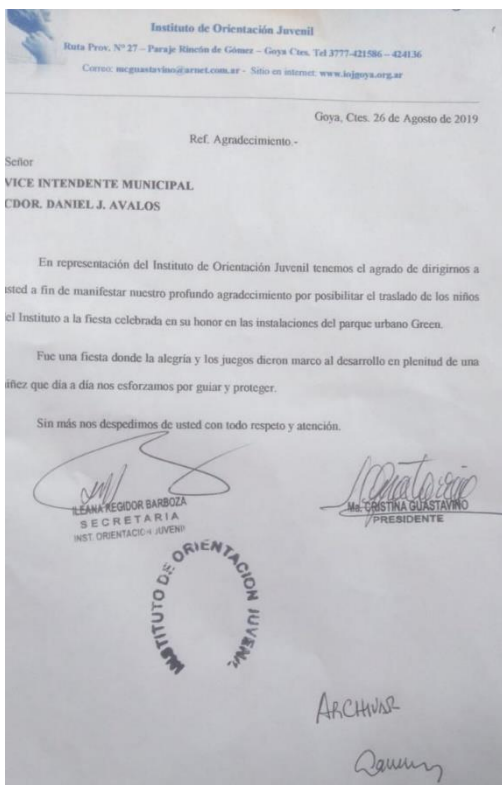 Instituto de Orientación Juvenil
Ruta Prov. Nº 27 – Paraje Rincón de Gómez – Goya Ctes. Tel 3777-421586 – 424136
Correo: mcguastavino@arnet.com.ar - Sitio en internet: www.iojgoya.org.ar
Goya, Ctes. 26 de Agosto de 2019
Ref. Agradecimiento.-
Señor
VICE INTENDENTE MUNICIPAL
CDOR. DANIEL J. AVALOS
En representación del Instituto de Orientación Juvenil tenemos el agrado de dirigirnos a
usted a fin de manifestar nuestro profundo agradecimiento por posibilitar el traslado de los niños
el Instituto a la fiesta celebrada en su honor en las instalaciones del parque urbano Green.
Fue una fiesta donde la alegría y los juegos dieron marco al desarrollo en plenitud de una
niñez que día a día nos esforzamos por guiar y proteger.
Sin más nos despedimos de usted con todo respeto y atención.
ILEANA REGIDOR BARBOZA
SECRETARIA
INST. ORIENTACION JUVENIL
Ma. CRISTINA GUASTAVINO
PRESIDENTE
INSTITUTO DE ORIENTACION JUVENIL
ARCHIVAR